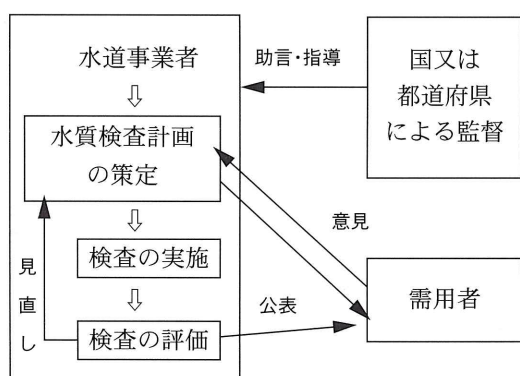 水道事業者
助言・指導
国又は
都道府県
による監督
水質検査計画
の策定
意見
見直し
検査の実施
需用者
公表
検査の評価